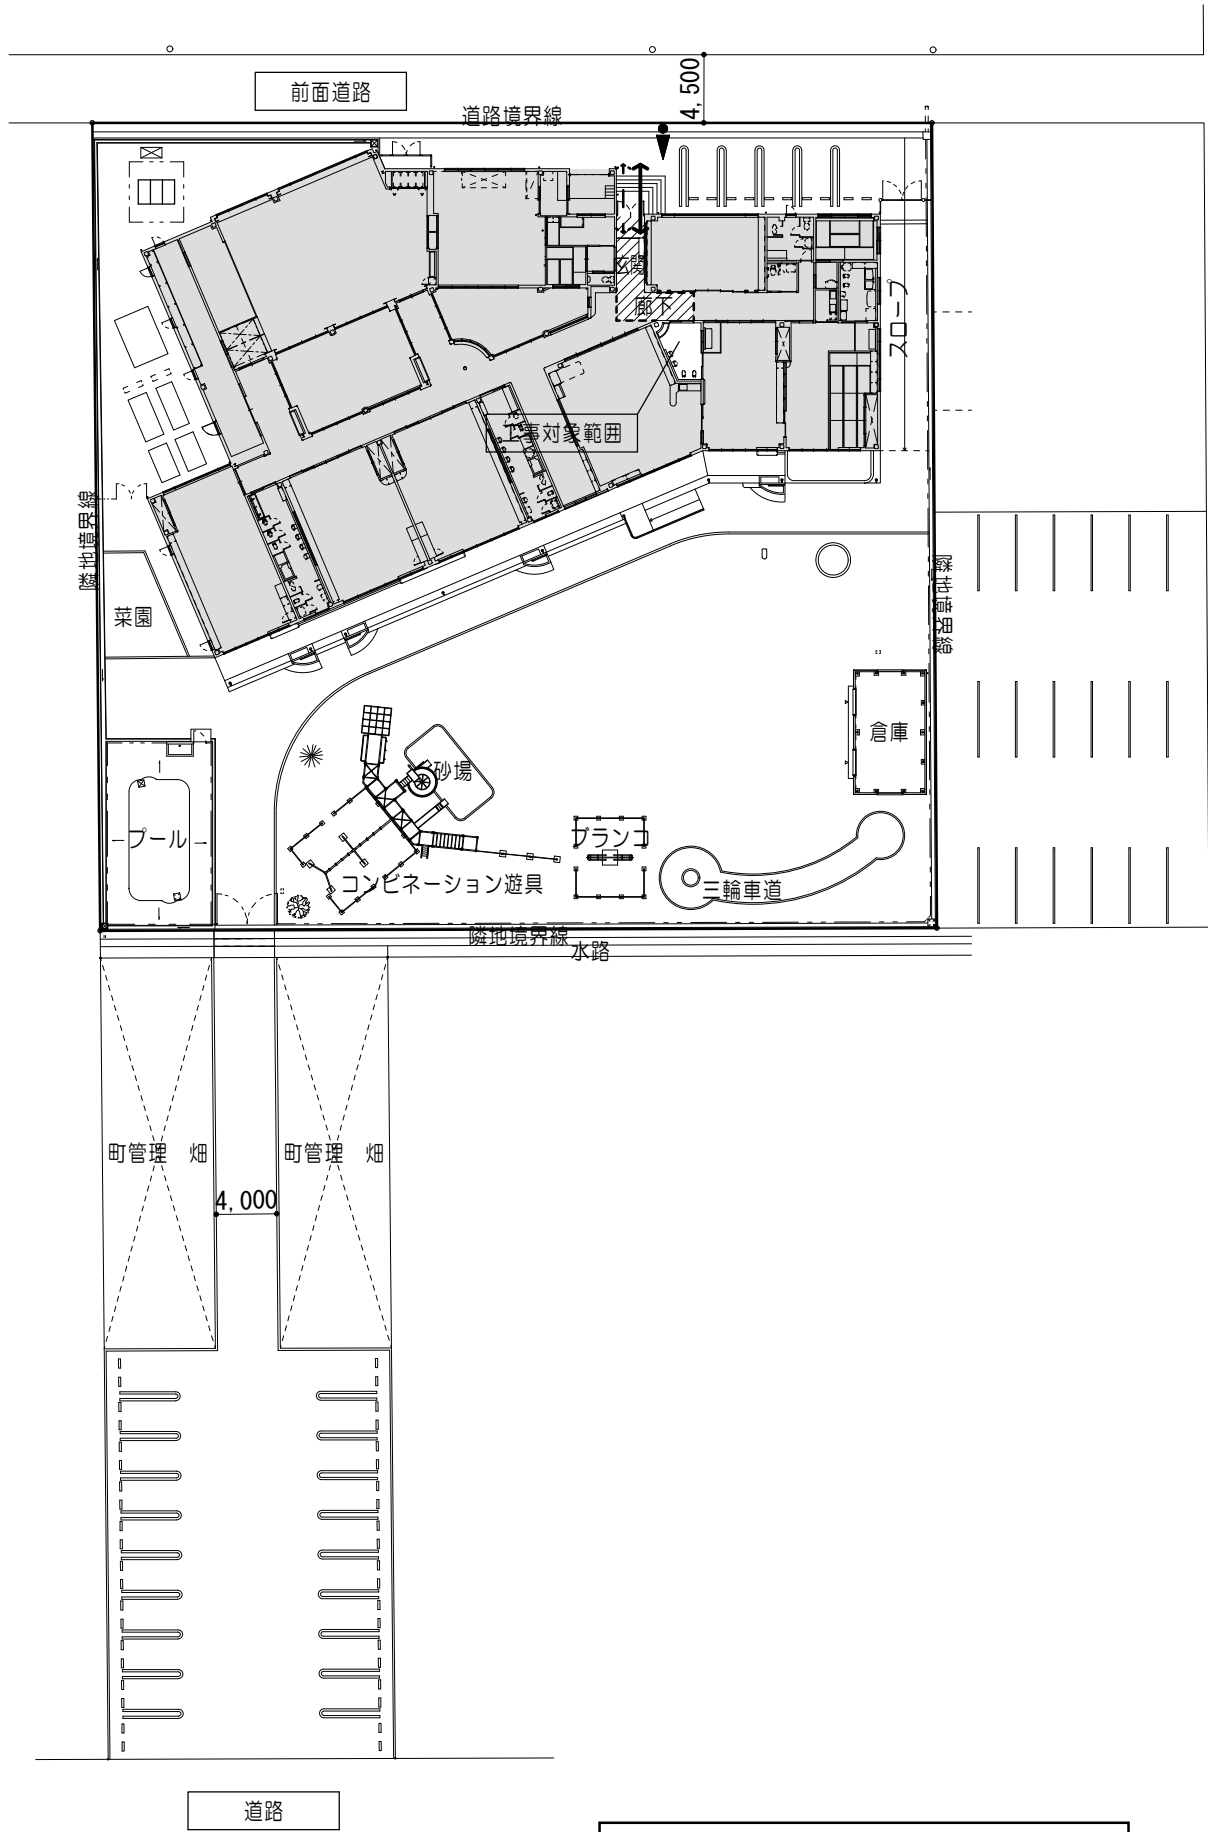 前面道路
4,500
道路境界線
玄関
廊下
スロープ
工事対象範囲
隣地境界線
隣地境界線
菜園
倉庫
砂場
プール
ブランコ
コンビネーション遊具
三輪車道
隣地境界線
水路
町管理 畑
町管理 畑
4,000
道路